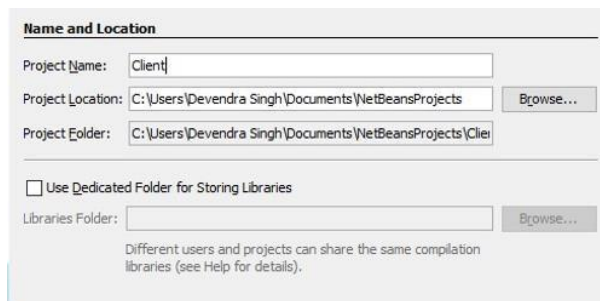 Name and Location
Project Name: Client
Project Location: C:\Users\Devendra Singh\Documents\NetBeansProjects Browse...
Project Folder: C:\Users\Devendra Singh\Documents\NetBeansProjects\Clie
Use Dedicated Folder for Storing Libraries
Libraries Folder: Browse...
Different users and projects can share the same compilation
libraries (see Help for details).